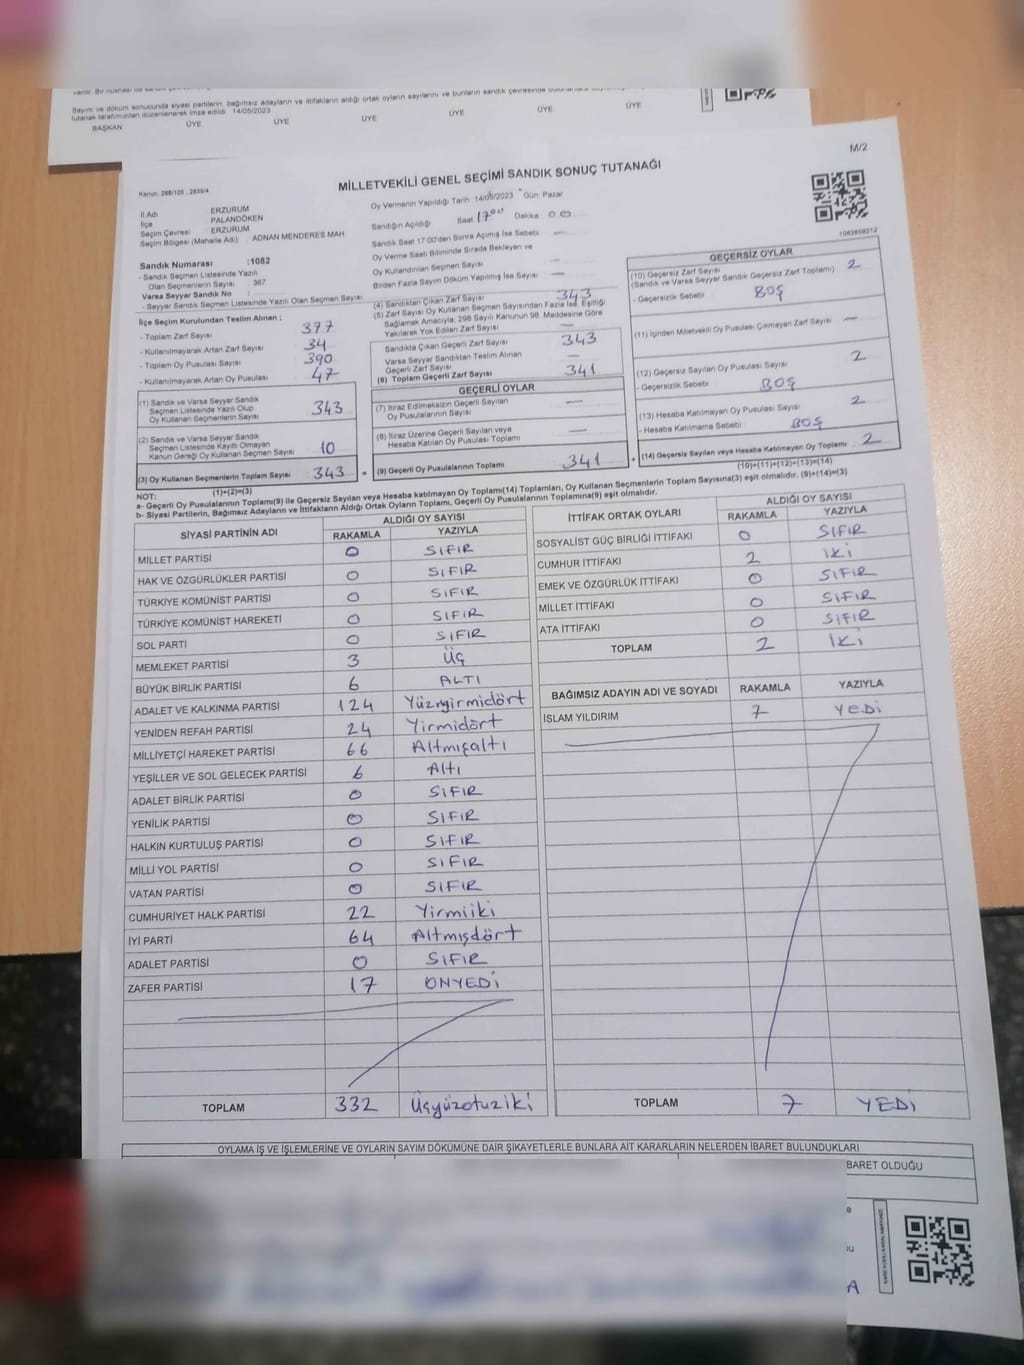 Sayım ve döküm sonucunda siyasi partilerin, bağımsız adayların ve ittifakların aldığı ortak oyların sayılarını ve bunların sandık çevresinde
tutanak tarafımızdan düzenlenerek imza edildi. 14/05/2023
BAŞKAN ÜYE ÜYE ÜYE ÜYE ÜYE ÜYE
M/2
Kanun: 298/105 , 2839/4
MİLLETVEKİLİ GENEL SEÇİMİ SANDIK SONUÇ TUTANAĞI
İl Adı : ERZURUM
İlçe : PALANDÖKEN
Seçim Çevresi : ERZURUM
Seçim Bölgesi (Mahalle Adı) : ADNAN MENDERES MAH
Sandık Numarası :1082
- Sandık Seçmen Listesinde Yazılı
Olan Seçmenlerin Sayısı : 367
Varsa Seyyar Sandık No :
- Seyyar Sandık Seçmen Listesinde Yazılı Olan Seçmen Sayısı
İlçe Seçim Kurulundan Teslim Alınan ;
- Toplam Zarf Sayısı : 377
- Kullanılmayarak Artan Zarf Sayısı : 34
- Toplam Oy Pusulası Sayısı : 390
- Kullanılmayarak Artan Oy Pusulası : 47
(1) Sandık ve Varsa Seyyar Sandık
Seçmen Listesinde Yazılı Olup
Oy Kullanan Seçmenlerin Sayısı : 343
(2) Sandık ve Varsa Seyyar Sandık
Seçmen Listesinde Kayıtlı Olmayan
Kanun Gereği Oy Kullanan Seçmen Sayısı : 10
(3) Oy Kullanan Seçmenlerin Toplam Sayısı : 343
(1)+(2)=(3)
Oy Vermenin Yapıldığı Tarih :14/05/2023 Gün: Pazar
Sandığın Açıldığı Saat 17:00 Dakika 00
Sandık Saat 17:00'den Sonra Açılmış İse Sebebi : —
Oy Verme Saati Bitiminde Sırada Bekleyen ve
Oy Kullandırılan Seçmen Sayısı : —
Birden Fazla Sayım Döküm Yapılmış İse Sayısı : —
(4) Sandıktan Çıkan Zarf Sayısı : 343
(5) Zarf Sayısı Oy Kullanan Seçmen Sayısından Fazla İse, Eşitliği
Sağlamak Amacıyla, 298 Sayılı Kanunun 98. Maddesine Göre
Yakılarak Yok Edilen Zarf Sayısı : —
Sandıkta Çıkan Geçerli Zarf Sayısı : 343
Varsa Seyyar Sandıktan Teslim Alınan
Geçerli Zarf Sayısı : —
(6) Toplam Geçerli Zarf Sayısı : 341
GEÇERLİ OYLAR
(7) İtiraz Edilmeksizin Geçerli Sayılan
Oy Pusulalarının Sayısı : —
(8) İtiraz Üzerine Geçerli Sayılan veya
Hesaba Katılan Oy Pusulası Toplamı : —
= (9) Geçerli Oy Pusulalarının Toplamı : 341
GEÇERSİZ OYLAR
(10) Geçersiz Zarf Sayısı
(Sandık ve Varsa Seyyar Sandık Geçersiz Zarf Toplamı) : 2
- Geçersizlik Sebebi : BOŞ
(11) İçinden Milletvekili Oy Pusulası Çıkmayan Zarf Sayısı : —
(12) Geçersiz Sayılan Oy Pusulası Sayısı : 2
- Geçersizlik Sebebi : BOŞ
(13) Hesaba Katılmayan Oy Pusulası Sayısı : 2
- Hesaba Katılmama Sebebi : BOŞ
+ (14) Geçersiz Sayılan veya Hesaba Katılmayan Oy Toplamı : 2
(10)+(11)+(12)+(13)=(14)
NOT:
a- Geçerli Oy Pusulalarının Toplamı(9) ile Geçersiz Sayılan veya Hesaba katılmayan Oy Toplamı(14) Toplamları, Oy Kullanan Seçmenlerin Toplam Sayısına(3) eşit olmalıdır. (9)+(14)=(3)
b- Siyasi Partilerin, Bağımsız Adayların ve İttifakların Aldığı Ortak Oyların Toplamı, Geçerli Oy Pusulalarının Toplamına(9) eşit olmalıdır.
SİYASİ PARTİNİN ADI ALDIĞI OY SAYISI
RAKAMLA YAZIYLA
MİLLET PARTİSİ 0 SIFIR
HAK VE ÖZGÜRLÜKLER PARTİSİ 0 SIFIR
TÜRKİYE KOMÜNİST PARTİSİ 0 SIFIR
TÜRKİYE KOMÜNİST HAREKETİ 0 SIFIR
SOL PARTİ 0 SIFIR
MEMLEKET PARTİSİ 3 ÜÇ
BÜYÜK BİRLİK PARTİSİ 6 ALTI
ADALET VE KALKINMA PARTİSİ 124 Yüzyirmidört
YENİDEN REFAH PARTİSİ 24 Yirmidört
MİLLİYETÇİ HAREKET PARTİSİ 66 Altmışaltı
YEŞİLLER VE SOL GELECEK PARTİSİ 6 Altı
ADALET BİRLİK PARTİSİ 0 SIFIR
YENİLİK PARTİSİ 0 SIFIR
HALKIN KURTULUŞ PARTİSİ 0 SIFIR
MİLLİ YOL PARTİSİ 0 SIFIR
VATAN PARTİSİ 0 SIFIR
CUMHURİYET HALK PARTİSİ 22 Yirmiiki
İYİ PARTİ 64 Altmışdört
ADALET PARTİSİ 0 SIFIR
ZAFER PARTİSİ 17 ONYEDİ
TOPLAM 332 Üçyüzotuziki
İTTİFAK ORTAK OYLARI ALDIĞI OY SAYISI
RAKAMLA YAZIYLA
SOSYALİST GÜÇ BİRLİĞİ İTTİFAKI 0 SIFIR
CUMHUR İTTİFAKI 2 İKİ
EMEK VE ÖZGÜRLÜK İTTİFAKI 0 SIFIR
MİLLET İTTİFAKI 0 SIFIR
ATA İTTİFAKI 0 SIFIR
TOPLAM 2 İKİ
BAĞIMSIZ ADAYIN ADI VE SOYADI RAKAMLA YAZIYLA
İSLAM YILDIRIM 7 YEDİ
TOPLAM 7 YEDİ
OYLAMA İŞ VE İŞLEMLERİNE VE OYLARIN SAYIM DÖKÜMÜNE DAİR ŞİKAYETLERLE BUNLARA AİT KARARLARIN NELERDEN İBARET BULUNDUKLARI
BARET OLDUĞU